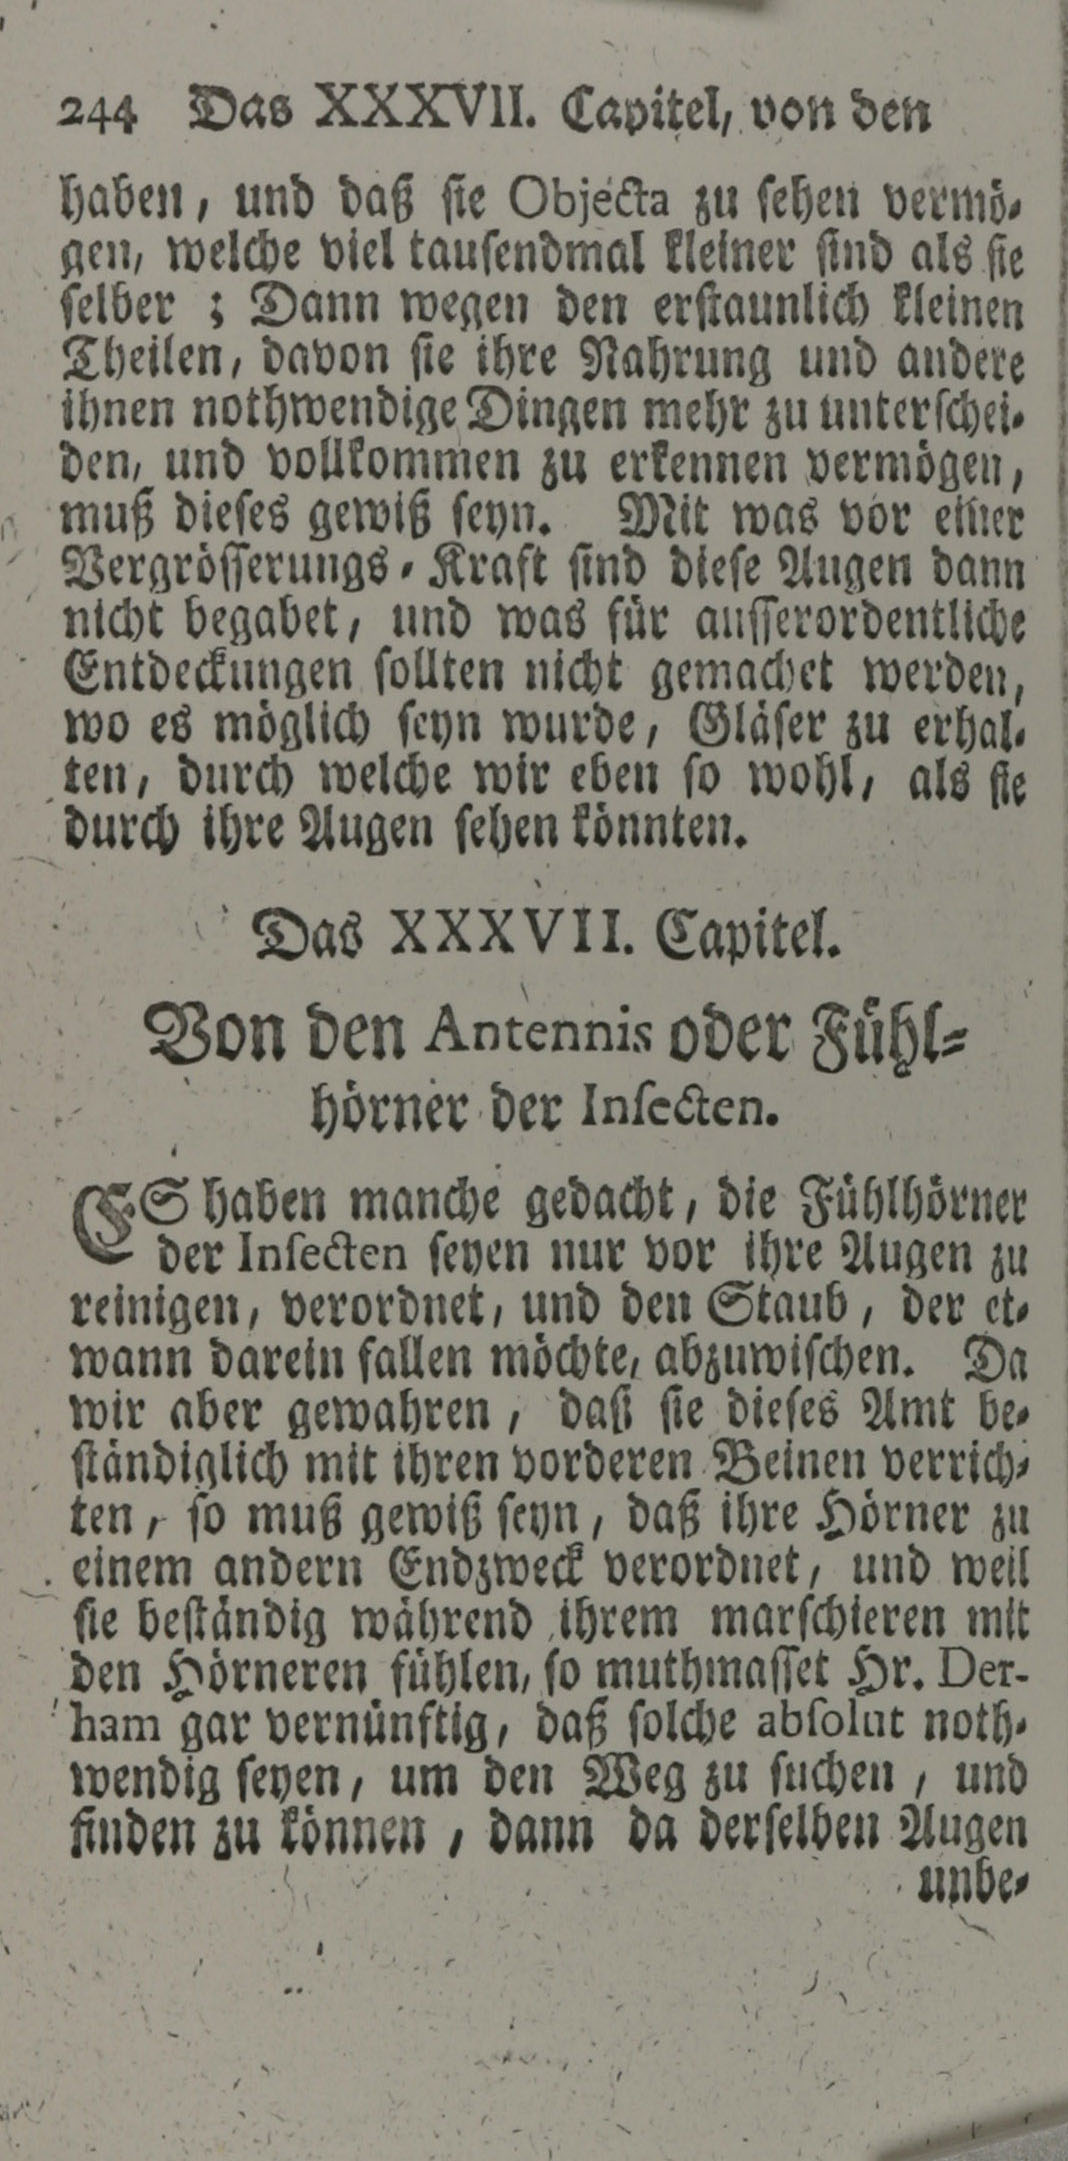 244 Das XXXVII. Capitel, von den
haben, und daß sie Objecta zu sehen vermö-
gen, welche viel tausendmal kleiner sind als sie
selber ; Dann wegen den erstaunlich kleinen
Theilen, davon sie ihre Nahrung und andere
ihnen nothwendige Dingen mehr zu unterschei-
den, und vollkommen zu erkennen vermögen,
muß dieses gewiß seyn. Mit was vor einer
Vergrösserungs-Kraft sind diese Augen dann
nicht begabet, und was für ausserordentliche
Entdeckungen sollten nicht gemachet werden,
wo es möglich seyn wurde, Gläser zu erhal-
ten, durch welche wir eben so wohl, als sie
durch ihre Augen sehen könnten.
Das XXXVII. Capitel.
Von den Antennis oder Fühl-
hörner der Insecten.
ES haben manche gedacht, die Fühlhörner
der Insecten seyen nur vor ihre Augen zu
reinigen, verordnet, und den Staub, der et-
wann darein fallen möchte, abzuwischen. Da
wir aber gewahren, daß sie dieses Amt be-
ständiglich mit ihren vorderen Beinen verrich-
ten, so muß gewiß seyn, daß ihre Hörner zu
einem andern Endzweck verordnet, und weil
sie beständig während ihrem marschieren mit
den Hörneren fühlen, so muthmasset Hr. Der-
ham gar vernünftig, daß solche absolut noth-
wendig seyen, um den Weg zu suchen, und
finden zu können, dann da derselben Augen
unbe-